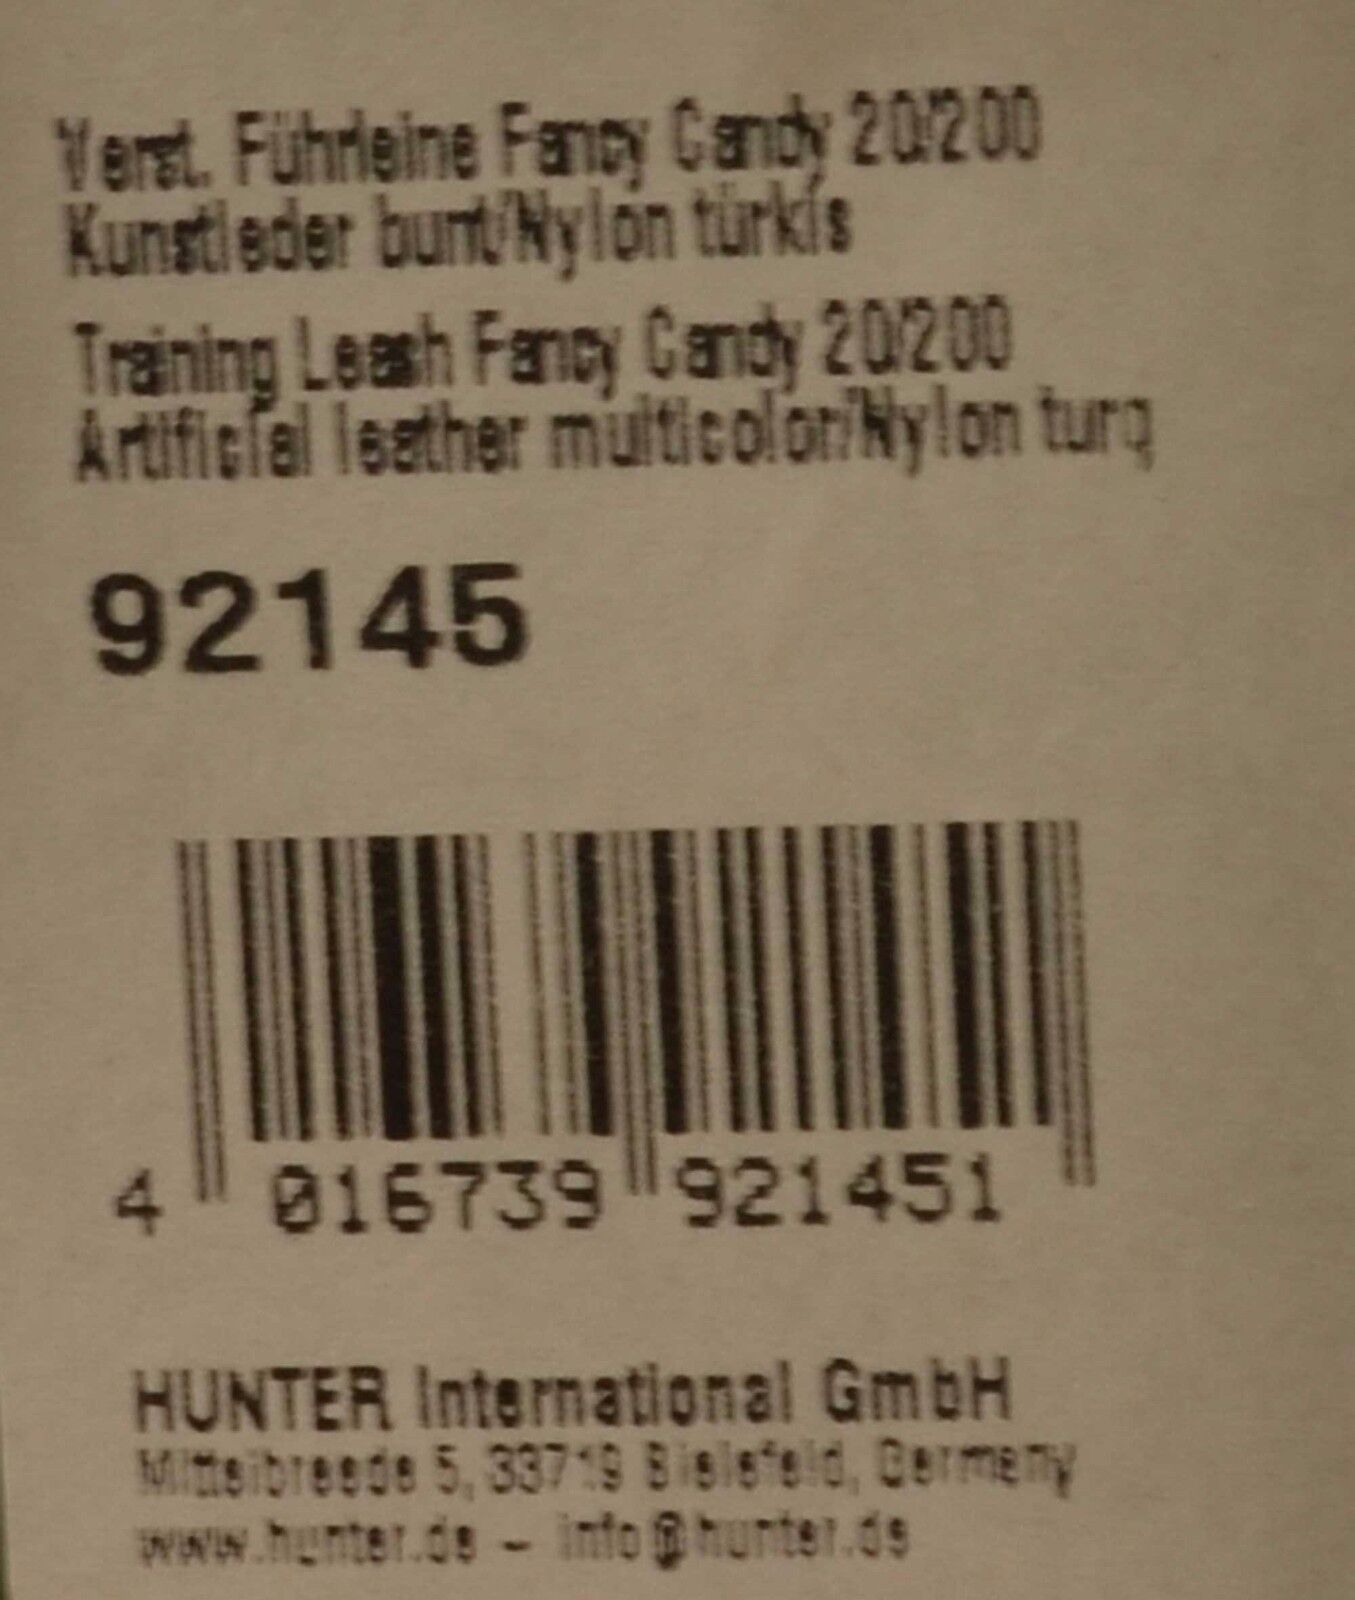 Verst. Führleine Fancy Candy 20/200
Kunstleder bunt/Nylon türkis
Training Leash Fancy Candy 20/200
Artificial leather multicolor/Nylon turq
92145
4 016739 921451
HUNTER International GmbH
Mittelbreede 5, 33719 Bielefeld, Germany
www.hunter.de - info@hunter.de